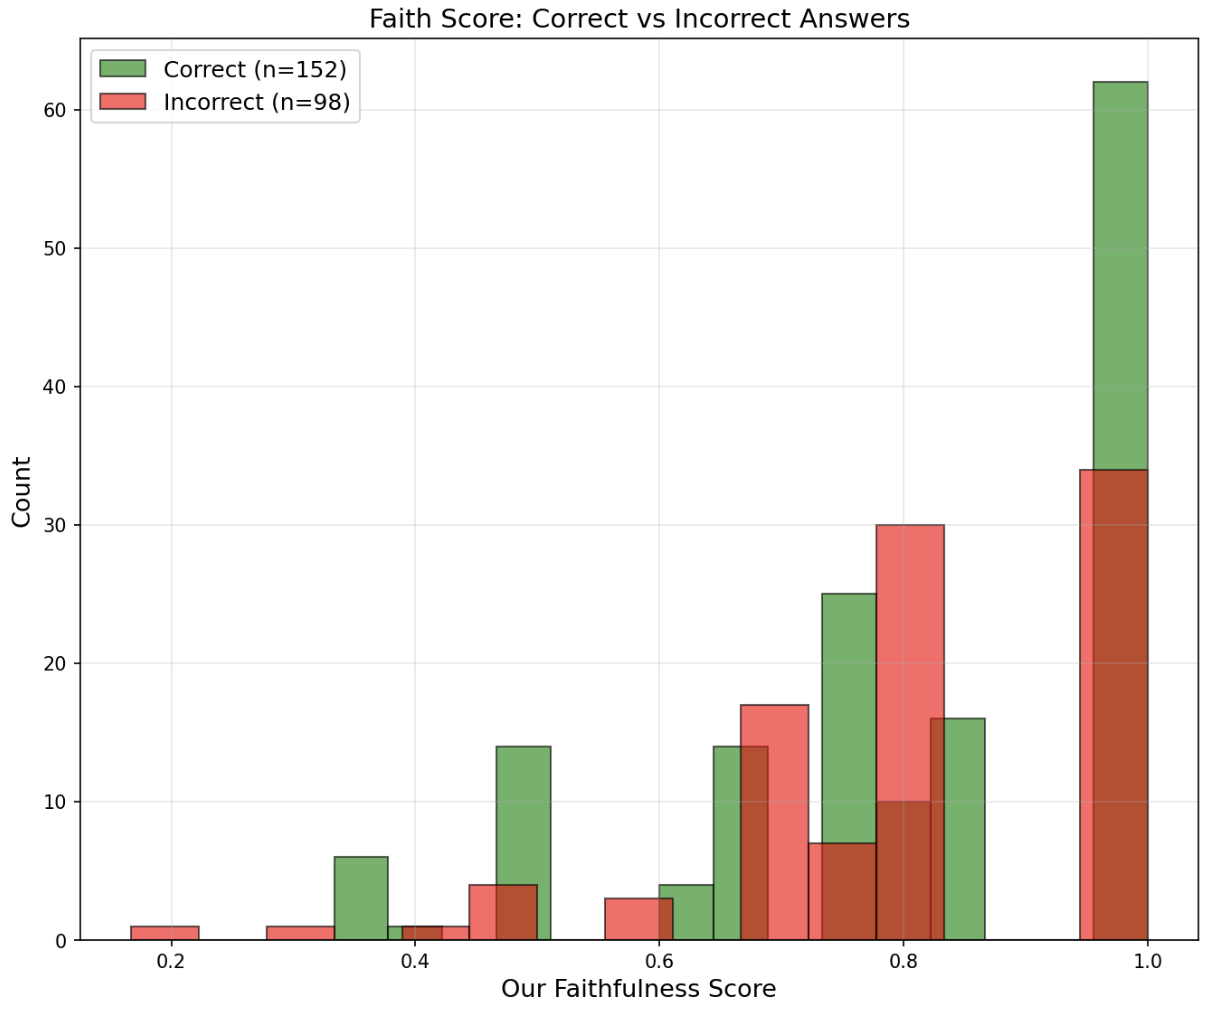 Faith Score: Correct vs Incorrect Answers
Correct (n=152)
Incorrect (n=98)
60
50
40
30
20
10
0
Count
0.2
0.4
0.6
0.8
1.0
Our Faithfulness Score